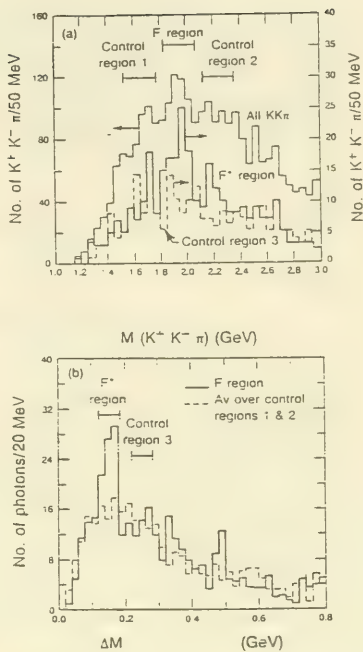 (a)
F region
Control region 1
Control region 2
All KKπ
F* region
Control region 3
No. of K⁺ K⁻ π/50 MeV
160
120
80
40
0
No. of K⁺ K⁻ π/50 MeV
40
35
30
25
20
15
10
5
0
1.0 1.2 1.4 1.6 1.8 2.0 2.2 2.4 2.6 2.8 3.0
M (K⁺ K⁻ π) (GeV)
(b)
F* region
Control region 3
F region
Av over control regions 1 & 2
No. of photons/20 MeV
40
28
16
4
0
0.0 0.2 0.4 0.6 0.8
ΔM (GeV)